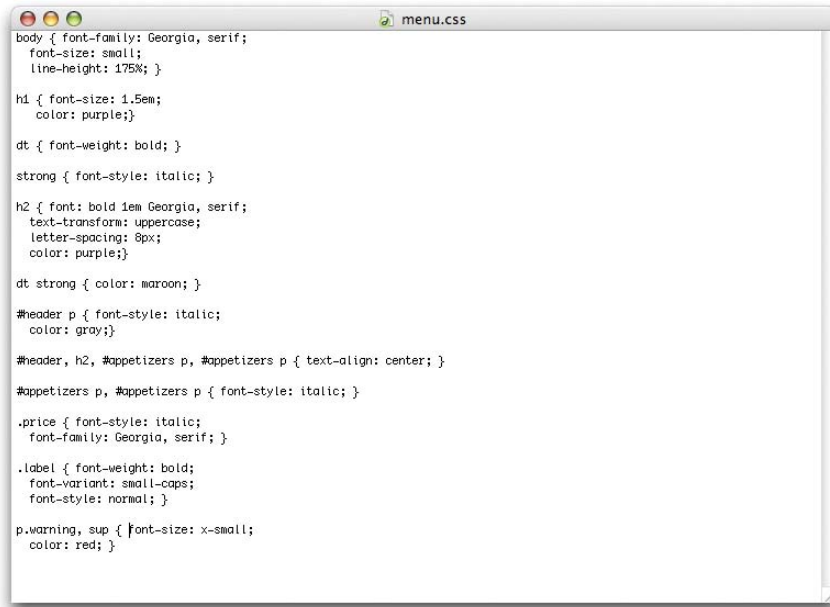 menu.css
body { font-family: Georgia, serif;
font-size: small;
line-height: 175%; }
h1 { font-size: 1.5em;
color: purple;}
dt { font-weight: bold; }
strong { font-style: italic; }
h2 { font: bold 1em Georgia, serif;
text-transform: uppercase;
letter-spacing: 8px;
color: purple;}
dt strong { color: maroon; }
#header p { font-style: italic;
color: gray;}
#header, h2, #appetizers p, #appetizers p { text-align: center; }
#appetizers p, #appetizers p { font-style: italic; }
.price { font-style: italic;
font-family: Georgia, serif; }
.label { font-weight: bold;
font-variant: small-caps;
font-style: normal; }
p.warning, sup { font-size: x-small;
color: red; }